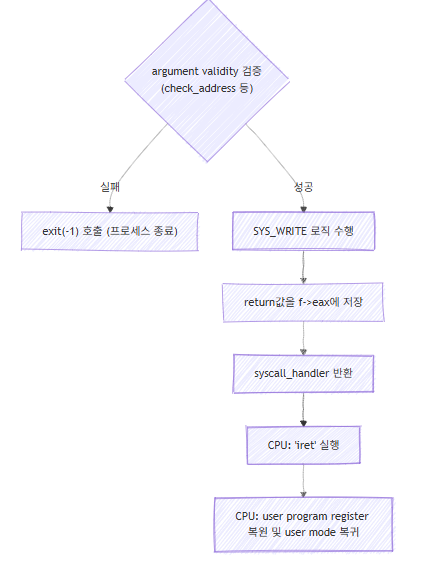 argument validity 검증
(check_address 등)
실패
성공
exit(-1) 호출 (프로세스 종료)
SYS_WRITE 로직 수행
return값을 f->eax에 저장
syscall_handler 반환
CPU: 'iret' 실행
CPU: user program register
복원 및 user mode 복귀